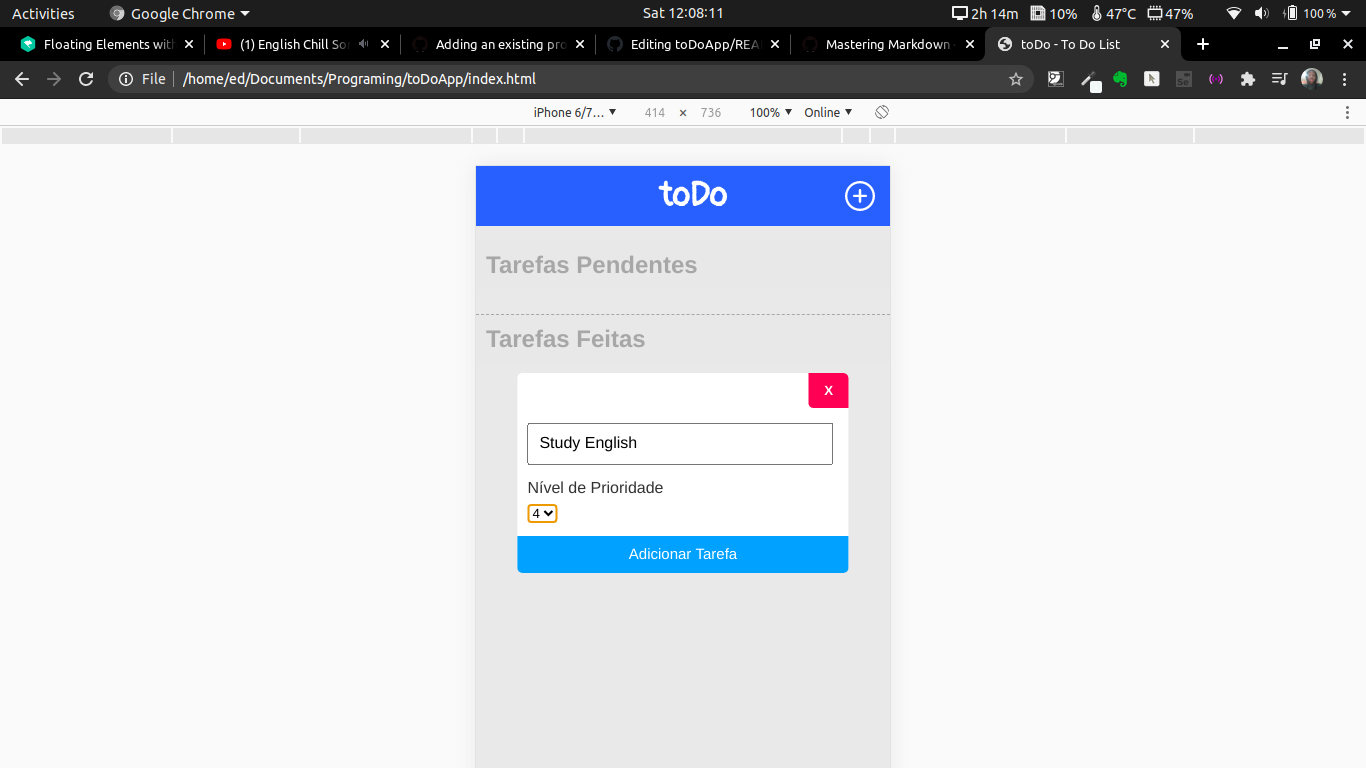 Activities Google Chrome Sat 12:08:11 2h 14m 10% 47°C 47% 100 %
Floating Elements with (1) English Chill So Adding an existing pro Editing toDoApp/REA Mastering Markdown toDo - To Do List
File /home/ed/Documents/Programing/toDoApp/index.html
iPhone 6/7… 414 × 736 100% Online
toDo
Tarefas Pendentes
Tarefas Feitas
X
Study English
Nível de Prioridade
4
Adicionar Tarefa